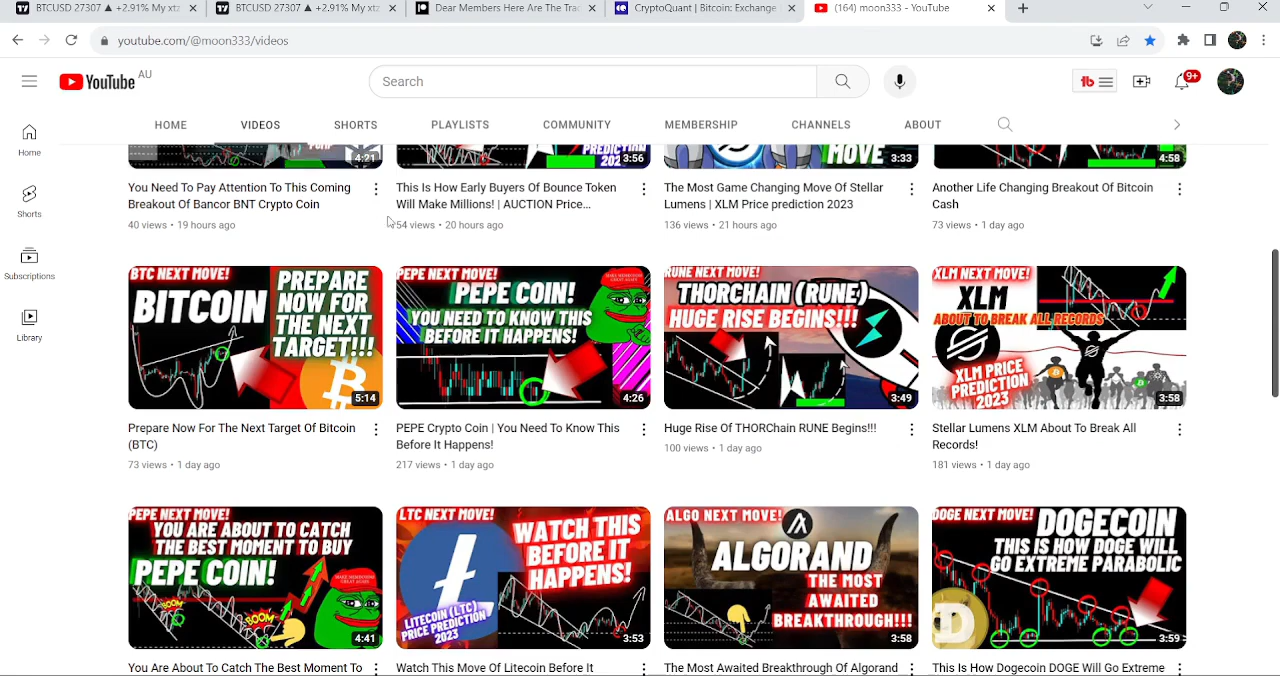 BTCUSD 27307 ▲ +2.91% My xtz
BTCUSD 27307 ▲ +2.91% My xtz
Dear Members Here Are The Tra
CryptoQuant | Bitcoin: Exchange
(164) moon333 - YouTube
youtube.com/@moon333/videos
YouTube AU
Search
9+
HOME VIDEOS SHORTS PLAYLISTS COMMUNITY MEMBERSHIP CHANNELS ABOUT
Home
Shorts
Subscriptions
Library
4:21
3:56
MOVE
3:33
4:58
You Need To Pay Attention To This Coming
Breakout Of Bancor BNT Crypto Coin
40 views • 19 hours ago
This Is How Early Buyers Of Bounce Token
Will Make Millions! | AUCTION Price...
54 views • 20 hours ago
The Most Game Changing Move Of Stellar
Lumens | XLM Price prediction 2023
136 views • 21 hours ago
Another Life Changing Breakout Of Bitcoin
Cash
73 views • 1 day ago
BTC NEXT MOVE!
BITCOIN
PREPARE
NOW FOR
THE NEXT
TARGET!!!
5:14
PEPE NEXT MOVE!
PEPE COIN!
YOU NEED TO KNOW THIS
BEFORE IT HAPPENS!
4:26
RUNE NEXT MOVE!
THORCHAIN (RUNE)
HUGE RISE BEGINS!!!
3:49
XLM NEXT MOVE!
XLM
ABOUT TO BREAK ALL RECORDS
XLM PRICE
PREDICTION
2023
3:58
Prepare Now For The Next Target Of Bitcoin
(BTC)
73 views • 1 day ago
PEPE Crypto Coin | You Need To Know This
Before It Happens!
217 views • 1 day ago
Huge Rise Of THORChain RUNE Begins!!!
100 views • 1 day ago
Stellar Lumens XLM About To Break All
Records!
181 views • 1 day ago
PEPE NEXT MOVE!
YOU ARE ABOUT TO CATCH
THE BEST MOMENT TO BUY
PEPE COIN!
BOOM
BOOM
4:41
LTC NEXT MOVE!
WATCH THIS
BEFORE IT
HAPPENS!
LITECOIN (LTC)
PRICE PREDICTION
2023
3:53
ALGO NEXT MOVE!
ALGORAND
THE MOST
AWAITED
BREAKTHROUGH!!!
3:58
DOGE NEXT MOVE!
DOGECOIN
THIS IS HOW DOGE WILL
GO EXTREME PARABOLIC
3:59
You Are About To Catch The Best Moment To
Watch This Move Of Litecoin Before It
The Most Awaited Breakthrough Of Algorand
This Is How Dogecoin DOGE Will Go Extreme